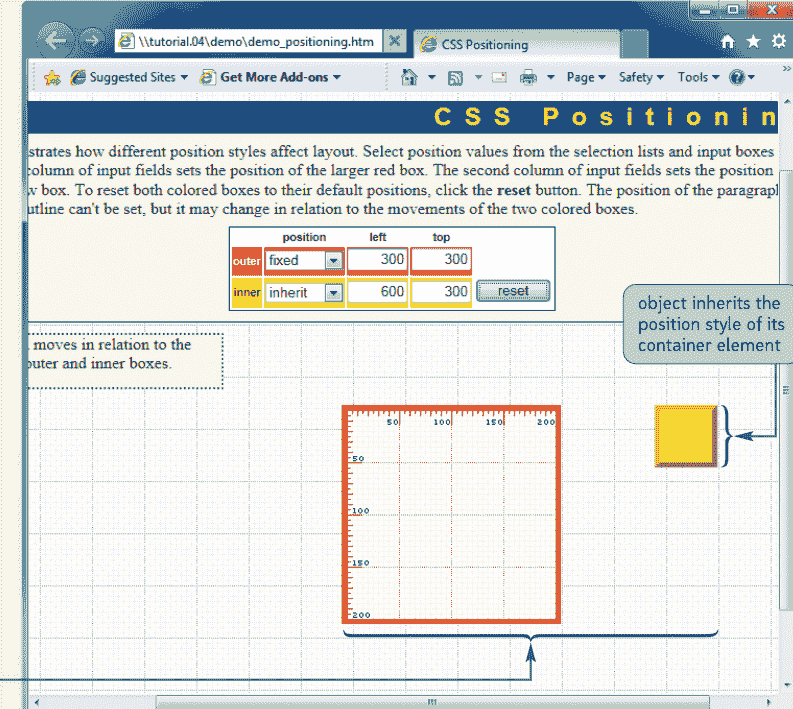 \\tutorial.04\demo\demo_positioning.htm
CSS Positioning
Suggested Sites
Get More Add-ons
Page
Safety
Tools
CSS Positionin
strates how different position styles affect layout. Select position values from the selection lists and input boxes
column of input fields sets the position of the larger red box. The second column of input fields sets the position
w box. To reset both colored boxes to their default positions, click the reset button. The position of the paragrap
utline can't be set, but it may change in relation to the movements of the two colored boxes.
position left top
outer fixed 300 300
inner inherit 600 300 reset
object inherits the
position style of its
container element
moves in relation to the
outer and inner boxes.
50 100 150 200
50
100
150
200